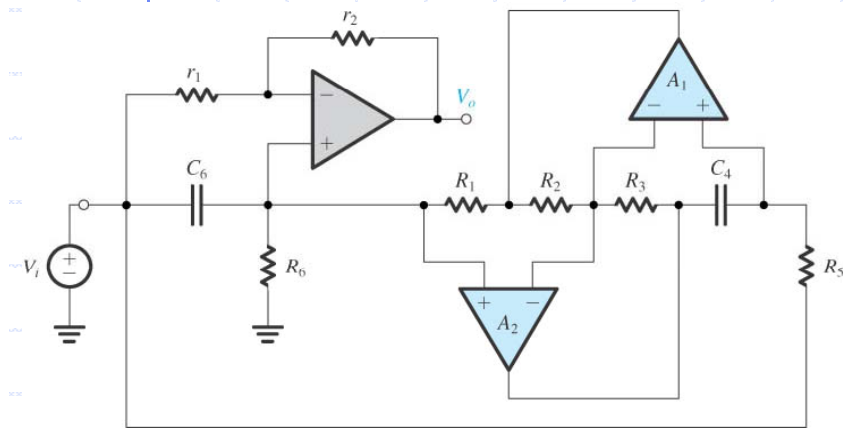 r₂
r₁
−
+
Vₒ
A₁
− +
C₆
R₁ R₂ R₃ C₄
Vᵢ
+
−
R₆
R₅
+ −
A₂